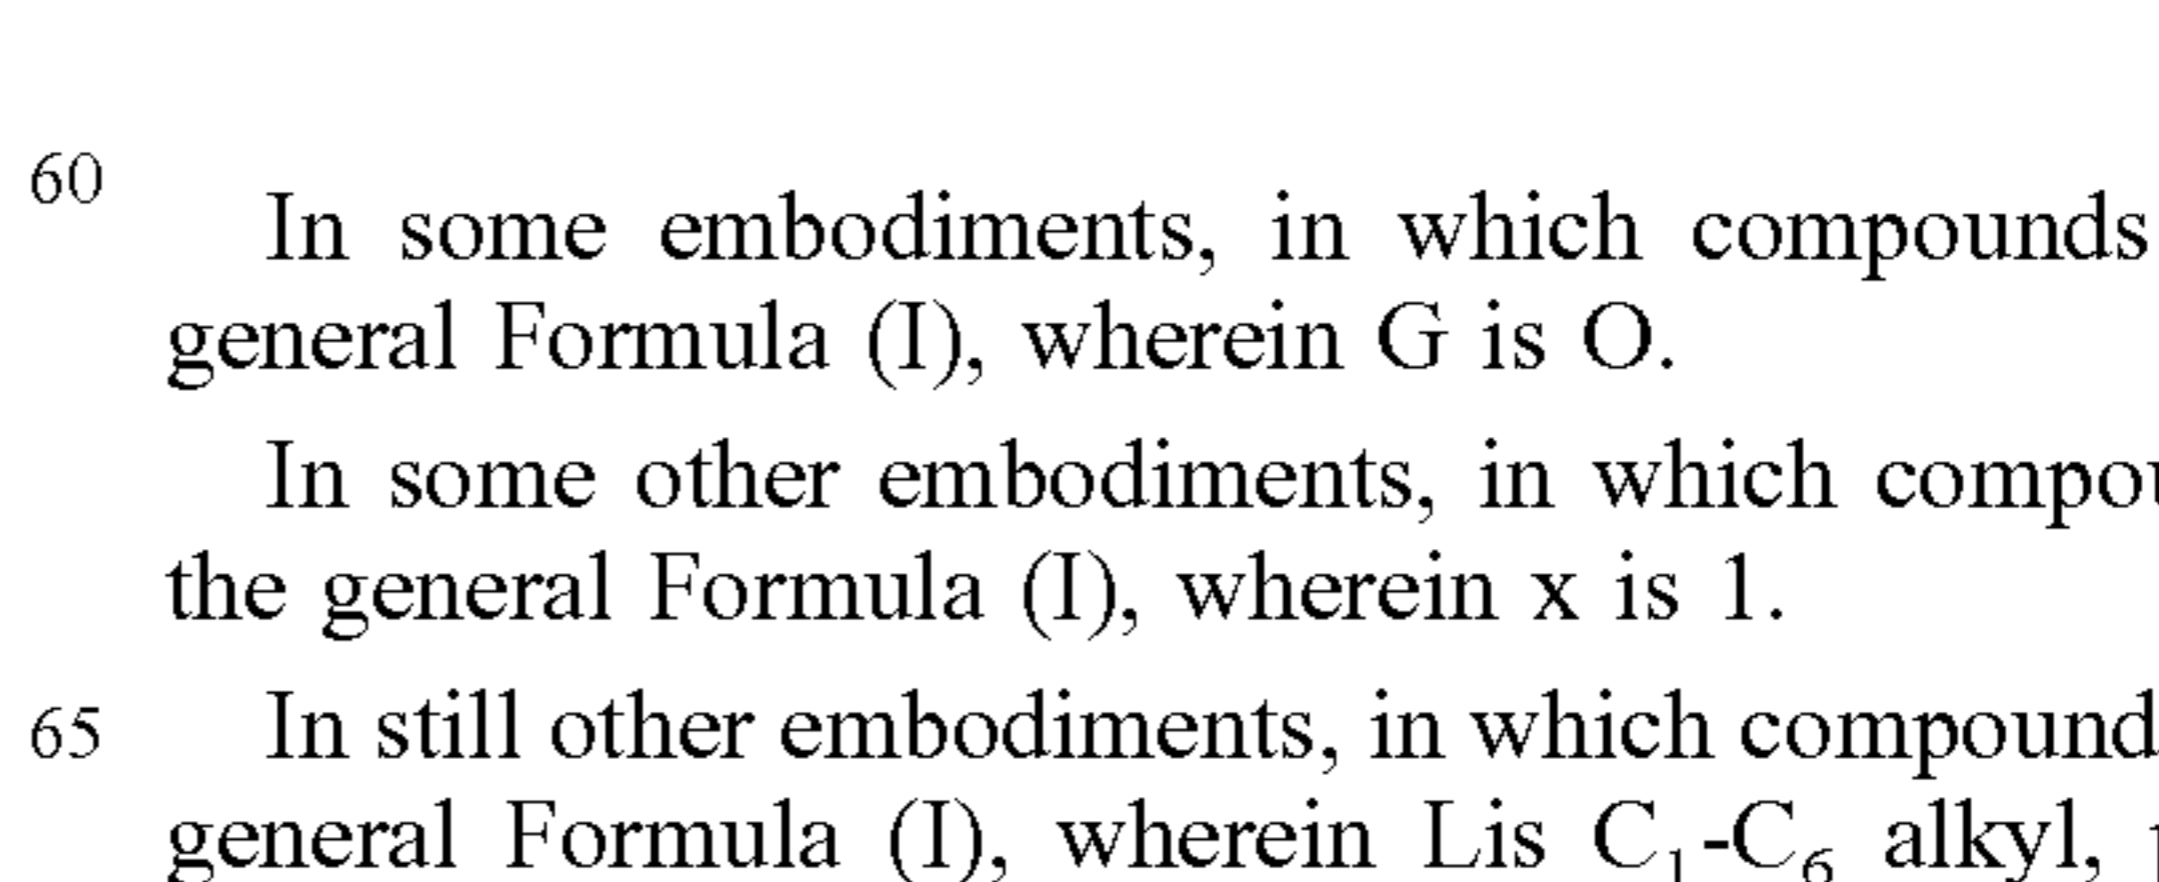 60
In some embodiments, in which compounds
general Formula (I), wherein G is O.
In some other embodiments, in which
the general Formula (I), wherein x is 1.
65 In still other embodiments, in which compound
general Formula (I), wherein Lis C₁-C₆ alkyl,